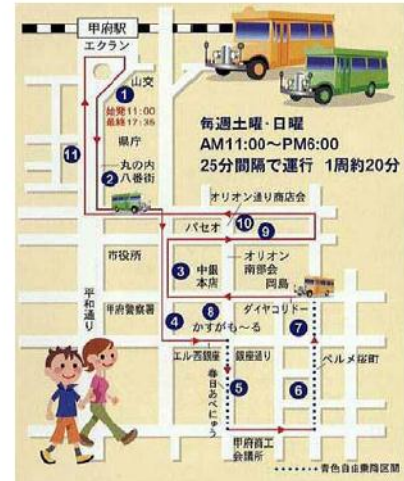 甲府駅
エクラン
山交
1
始発11:00
最終17:35
県庁
丸の内
八番街
2
11
毎週土曜・日曜
AM11:00～PM6:00
25分間隔で運行 1周約20分
オリオン通り商店会
パセオ
10
9
市役所
3
中銀
本店
オリオン
南部会
岡島
平和通り
甲府警察署
4
8
かすがも～る
ダイヤコリドー
7
エル西銀座
銀座通り
ベルメ桜町
春日あべにゅう
5
6
甲府商工
会議所
青色自由乗降区間